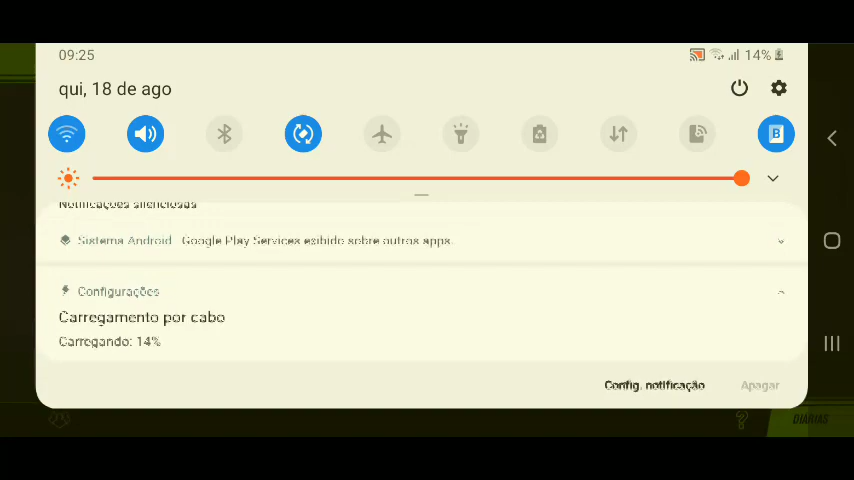 09:25 14%
qui, 18 de ago
Notificações silenciosas
Sistema Android Google Play Services exibido sobre outros apps.
Configurações
Carregamento por cabo
Carregando: 14%
Config. notificação Apagar
DIÁRIAS